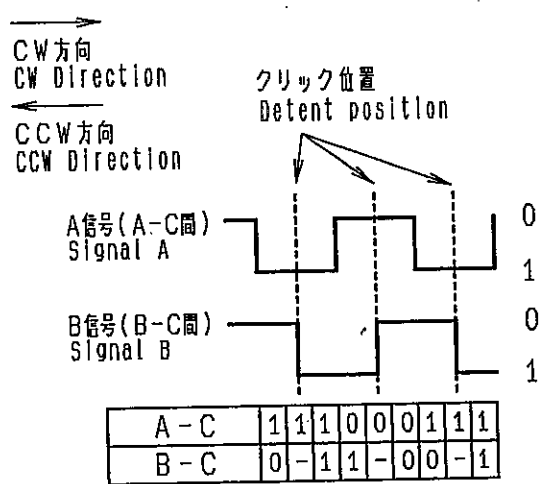 CW方向
CW Direction
CCW方向
CCW Direction
クリック位置
Detent position
A信号(A-C間)
Signal A
0
1
B信号(B-C間)
Signal B
0
1
A-C 1 1 1 0 0 0 1 1 1
B-C 0 - 1 1 - 0 0 - 1